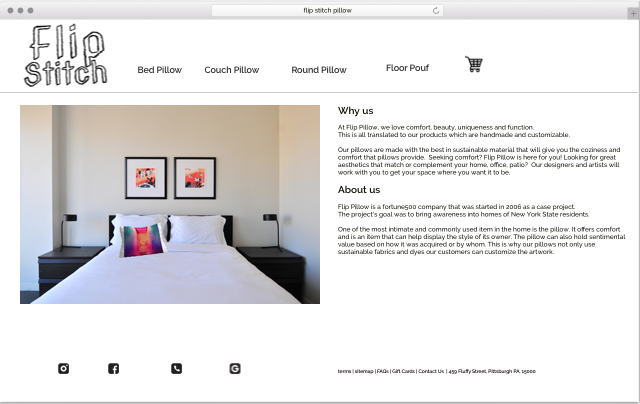 flip stitch pillow
Flip
Stitch
Bed Pillow
Couch Pillow
Round Pillow
Floor Pouf
Why us
At Flip Pillow, we love comfort, beauty, uniqueness and function.
This is all translated to our products which are handmade and customizable.
Our pillows are made with the best in sustainable material that will give you the coziness and
comfort that pillows provide. Seeking comfort? Flip Pillow is here for you! Looking for great
aesthetics that match or complement your home, office, patio? Our designers and artists will
work with you to get your space where you want it to be.
About us
Flip Pillow is a fortune500 company that was started in 2006 as a case project.
The project's goal was to bring awareness into homes of New York State residents.
One of the most intimate and commonly used item in the home is the pillow. It offers comfort
and is an item that can help display the style of its owner. The pillow can also hold sentimental
value based on how it was acquired or by whom. This is why our pillows not only use
sustainable fabrics and dyes our customers can customize the artwork.
terms | sitemap | FAQs | Gift Cards | Contact Us | 459 Fluffy Street, Pittsburgh PA, 15000